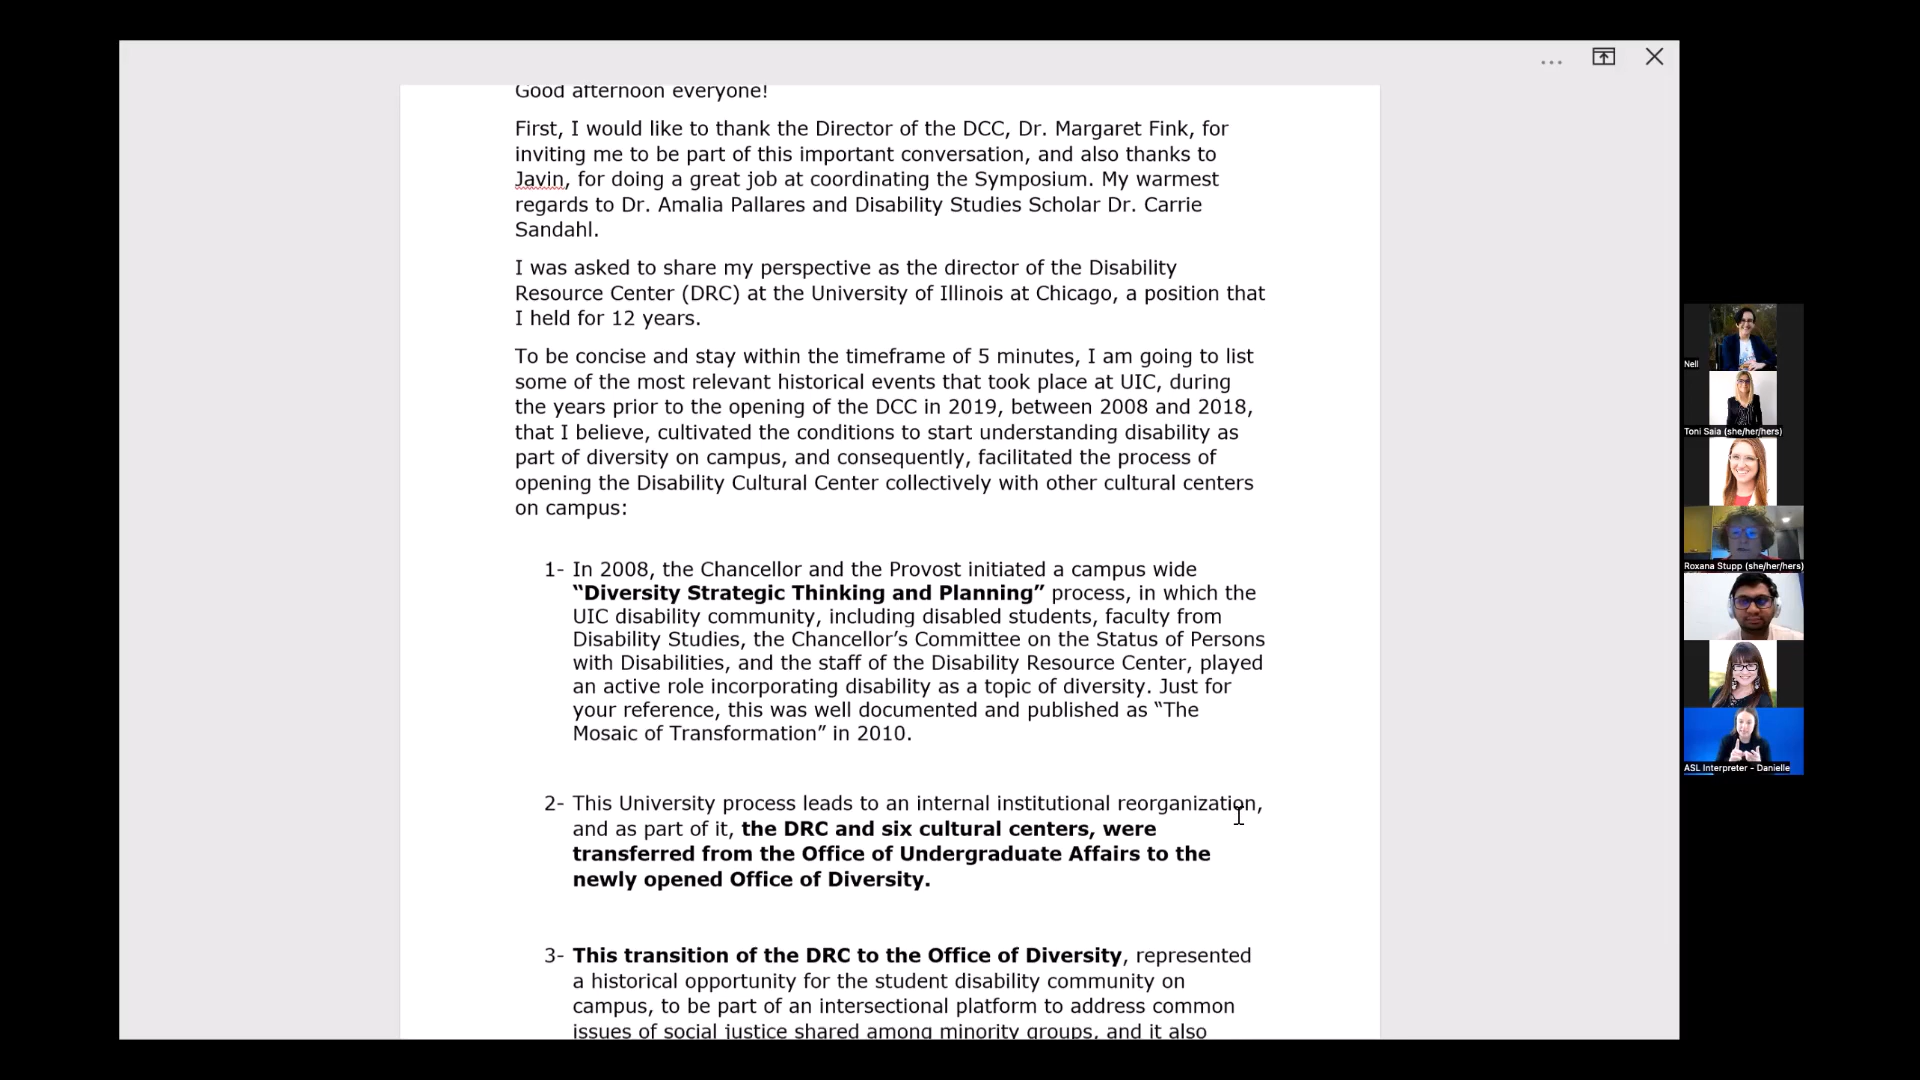 Good afternoon everyone!
First, I would like to thank the Director of the DCC, Dr. Margaret Fink, for
inviting me to be part of this important conversation, and also thanks to
Javin, for doing a great job at coordinating the Symposium. My warmest
regards to Dr. Amalia Pallares and Disability Studies Scholar Dr. Carrie
Sandahl.
I was asked to share my perspective as the director of the Disability
Resource Center (DRC) at the University of Illinois at Chicago, a position that
I held for 12 years.
To be concise and stay within the timeframe of 5 minutes, I am going to list
some of the most relevant historical events that took place at UIC, during
the years prior to the opening of the DCC in 2019, between 2008 and 2018,
that I believe, cultivated the conditions to start understanding disability as
part of diversity on campus, and consequently, facilitated the process of
opening the Disability Cultural Center collectively with other cultural centers
on campus:
1- In 2008, the Chancellor and the Provost initiated a campus wide
“Diversity Strategic Thinking and Planning” process, in which the
UIC disability community, including disabled students, faculty from
Disability Studies, the Chancellor’s Committee on the Status of Persons
with Disabilities, and the staff of the Disability Resource Center, played
an active role incorporating disability as a topic of diversity. Just for
your reference, this was well documented and published as “The
Mosaic of Transformation” in 2010.
2- This University process leads to an internal institutional reorganization,
and as part of it, the DRC and six cultural centers, were
transferred from the Office of Undergraduate Affairs to the
newly opened Office of Diversity.
3- This transition of the DRC to the Office of Diversity, represented
a historical opportunity for the student disability community on
campus, to be part of an intersectional platform to address common
issues of social justice shared among minority groups, and it also
Nell
Toni Saia (she/her/hers)
Roxana Stupp (she/her/hers)
ASL Interpreter - Danielle